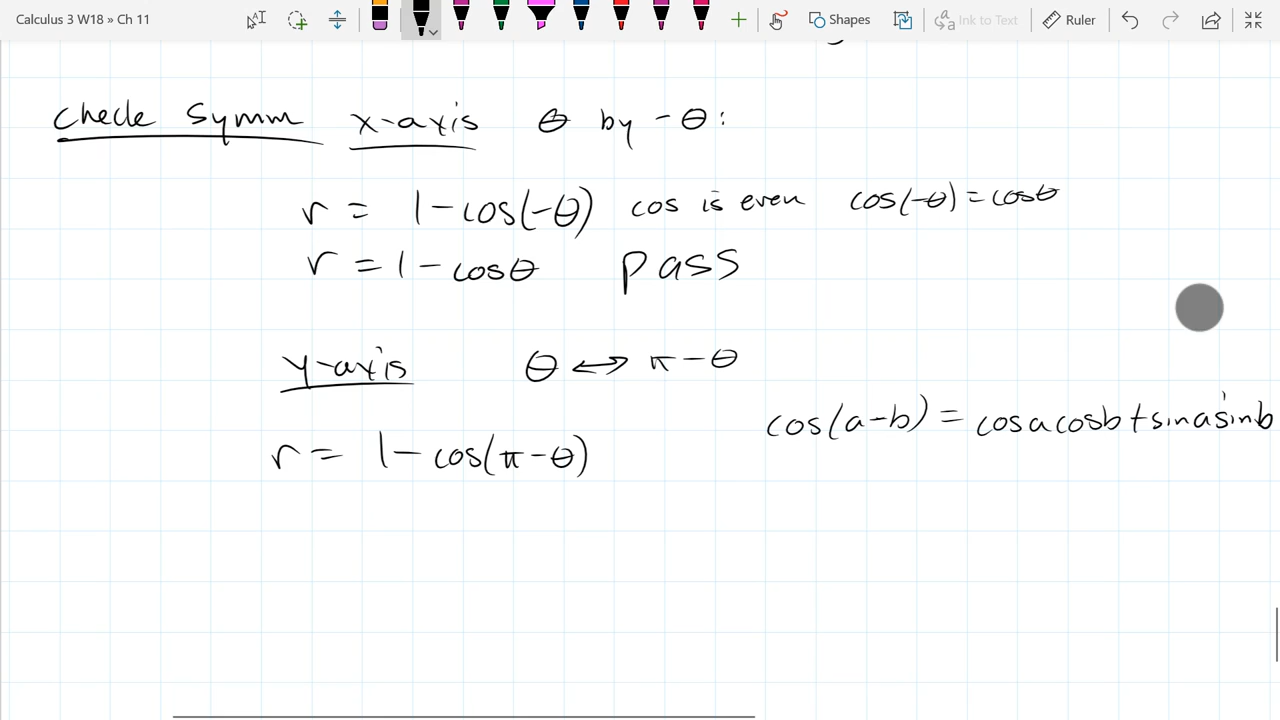 Calculus 3 W18 » Ch 11
Shapes
Ink to Text
Ruler
Check Symm x-axis θ by -θ:
r = 1-cos(-θ) cos is even cos(-θ)=cosθ
r = 1-cosθ pass
y-axis θ ↔ π-θ
cos(a-b) = cosacosb+sinasinb
r = 1-cos(π-θ)